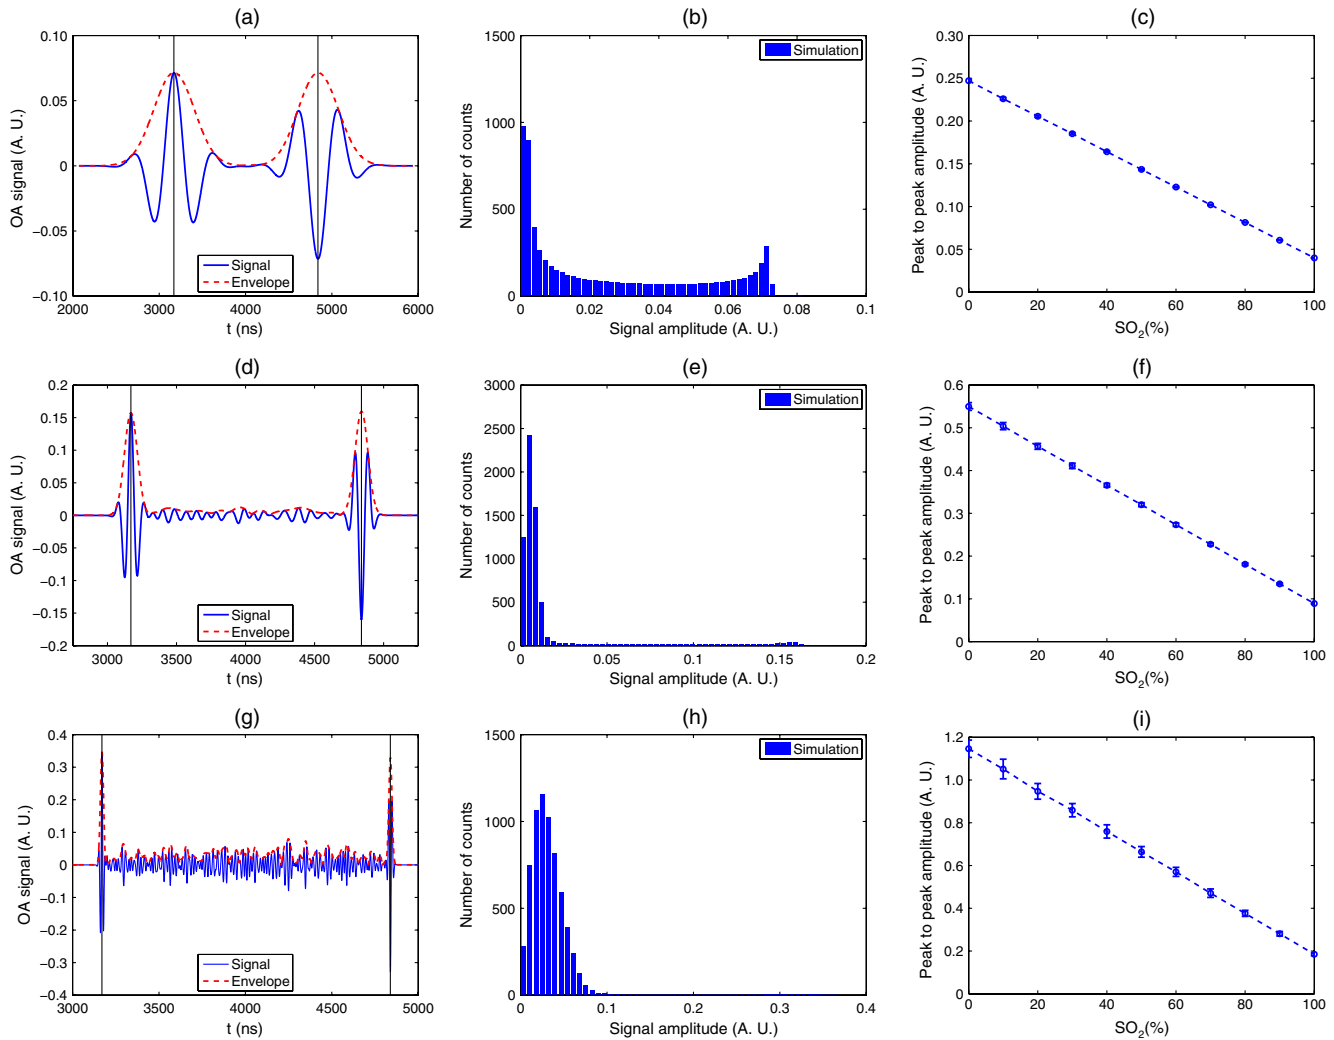 (a)
0.10
0.05
0
−0.05
−0.10
OA signal (A. U.)
2000 3000 4000 5000 6000
t (ns)
Signal
Envelope
(b)
1500
1000
500
0
Number of counts
Simulation
0 0.02 0.04 0.06 0.08 0.1
Signal amplitude (A. U.)
(c)
0.30
0.25
0.20
0.15
0.10
0.05
0
Peak to peak amplitude (A. U.)
0 20 40 60 80 100
SO2(%)
(d)
0.2
0.15
0.1
0.05
0
−0.05
−0.1
−0.15
−0.2
OA signal (A. U.)
3000 3500 4000 4500 5000
t (ns)
Signal
Envelope
(e)
3000
2500
2000
1500
1000
500
0
Number of counts
Simulation
0 0.05 0.1 0.15 0.2
Signal amplitude (A. U.)
(f)
0.6
0.5
0.4
0.3
0.2
0.1
0
Peak to peak amplitude (A. U.)
0 20 40 60 80 100
SO2(%)
(g)
0.4
0.3
0.2
0.1
0
−0.1
−0.2
−0.3
−0.4
OA signal (A. U.)
3000 3500 4000 4500 5000
t (ns)
Signal
Envelope
(h)
1500
1000
500
0
Number of counts
Simulation
0 0.1 0.2 0.3 0.4
Signal amplitude (A. U.)
(i)
1.2
1.0
0.8
0.6
0.4
0.2
0
Peak to peak amplitude (A. U.)
0 20 40 60 80 100
SO2(%)